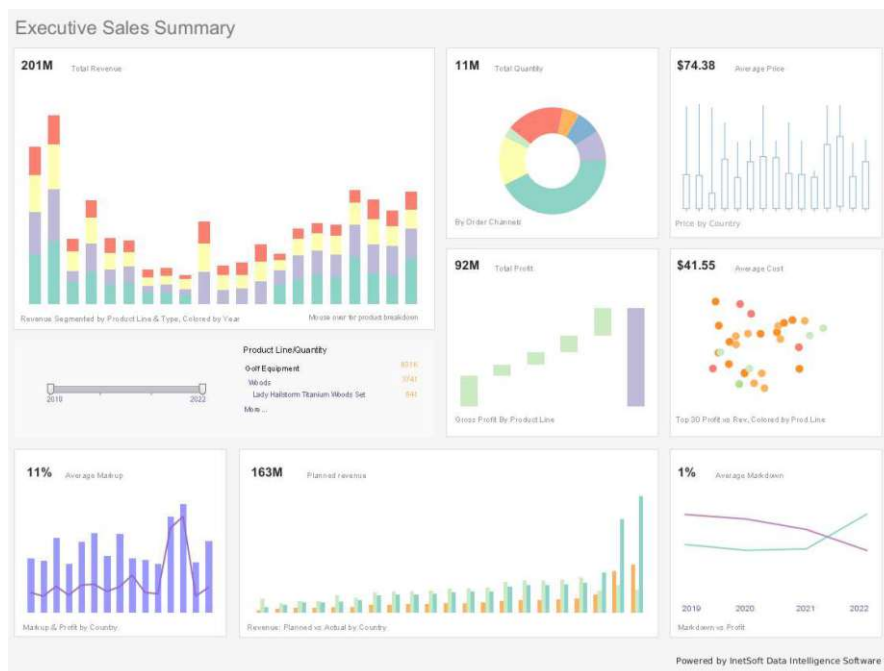 Executive Sales Summary
201M Total Revenue
Revenue Segmented by Product Line & Type, Colored by Year
Mouse over for product breakdown
11M Total Quantity
By Order Channels
$74.38 Average Price
Price by Country
2018
2022
Product Line/Quantity
Golf Equipment
Woods
Lady Hailstorm Titanium Woods Set
More ...
92M Total Profit
Gross Profit By Product Line
$41.55 Average Cost
Top 30 Profit vs Rev, Colored by Prod Line
11% Average Markup
Markup & Profit by Country
163M Planned revenue
Revenue: Planned vs Actual by Country
1% Average Markdown
2019 2020 2021 2022
Markdown vs Profit
Powered by InetSoft Data Intelligence Software